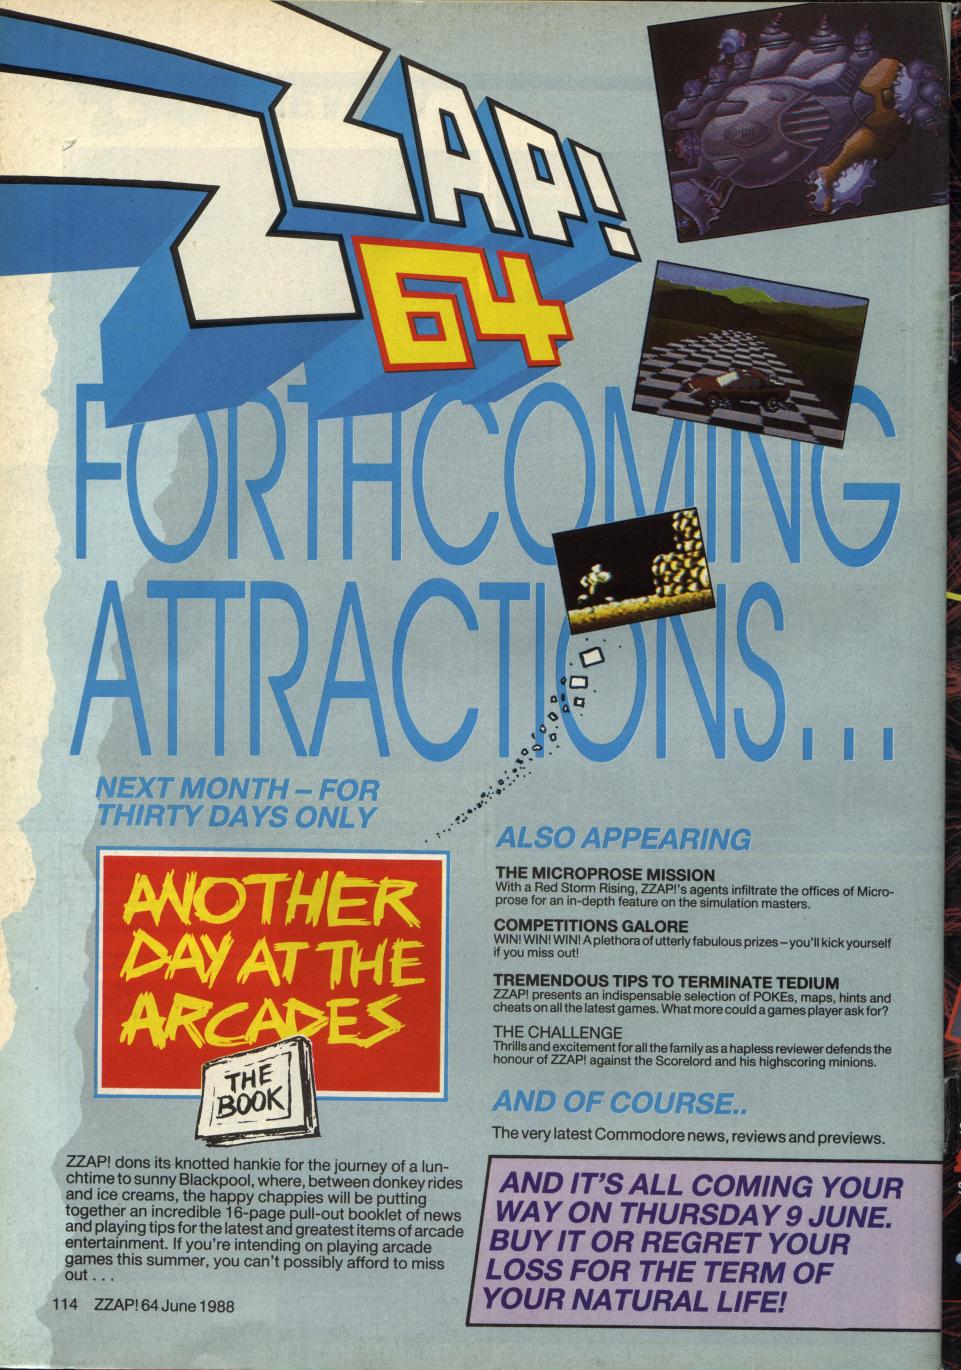 ZZAP!
64
FORTHCOMING
ATTRACTIONS...
NEXT MONTH – FOR
THIRTY DAYS ONLY
ANOTHER
DAY AT THE
ARCADES
THE
BOOK
ZZAP! dons its knotted hankie for the journey of a lun-
chtime to sunny Blackpool, where, between donkey rides
and ice creams, the happy chappies will be putting
together an incredible 16-page pull-out booklet of news
and playing tips for the latest and greatest items of arcade
entertainment. If you're intending on playing arcade
games this summer, you can't possibly afford to miss
out . . .
ALSO APPEARING
THE MICROPROSE MISSION
With a Red Storm Rising, ZZAP!'s agents infiltrate the offices of Micro-
prose for an in-depth feature on the simulation masters.
COMPETITIONS GALORE
WIN! WIN! WIN! A plethora of utterly fabulous prizes – you'll kick yourself
if you miss out!
TREMENDOUS TIPS TO TERMINATE TEDIUM
ZZAP! presents an indispensable selection of POKEs, maps, hints and
cheats on all the latest games. What more could a games player ask for?
THE CHALLENGE
Thrills and excitement for all the family as a hapless reviewer defends the
honour of ZZAP! against the Scorelord and his highscoring minions.
AND OF COURSE..
The very latest Commodore news, reviews and previews.
AND IT'S ALL COMING YOUR
WAY ON THURSDAY 9 JUNE.
BUY IT OR REGRET YOUR
LOSS FOR THE TERM OF
YOUR NATURAL LIFE!
114 ZZAP! 64 June 1988